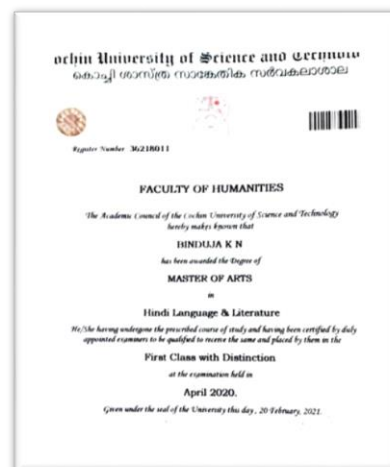 ochin University of Science and Technolo
കൊച്ചി ശാസ്ത്ര സാങ്കേതിക സർവകലാശാല
Register Number 36218011
FACULTY OF HUMANITIES
The Academic Council of the Cochin University of Science and Technology
hereby makes known that
BINDUJA K N
has been awarded the Degree of
MASTER OF ARTS
in
Hindi Language & Literature
He/She having undergone the prescribed course of study and having been certified by duly
appointed examiners to be qualified to receive the same and placed by them in the
First Class with Distinction
at the examination held in
April 2020.
Given under the seal of the University this day, 20 February, 2021.